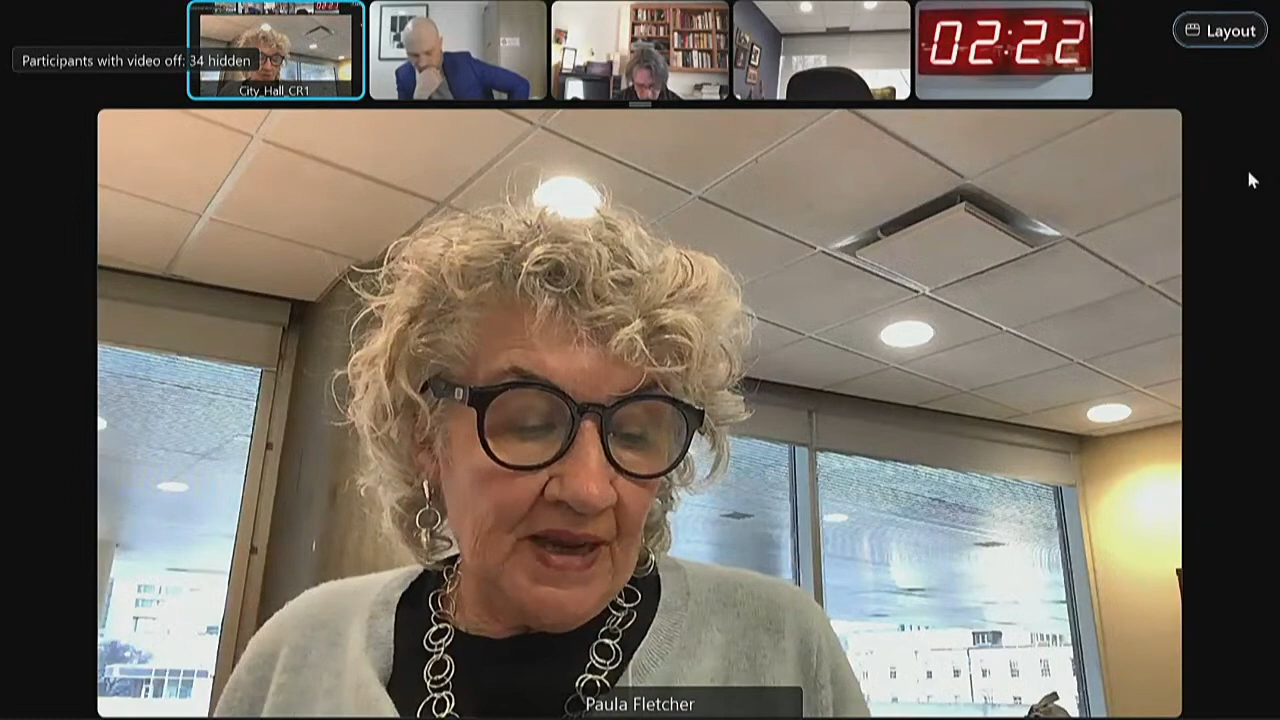 Participants with video off: 34 hidden
City_Hall_CR1
02:22
Layout
Paula Fletcher